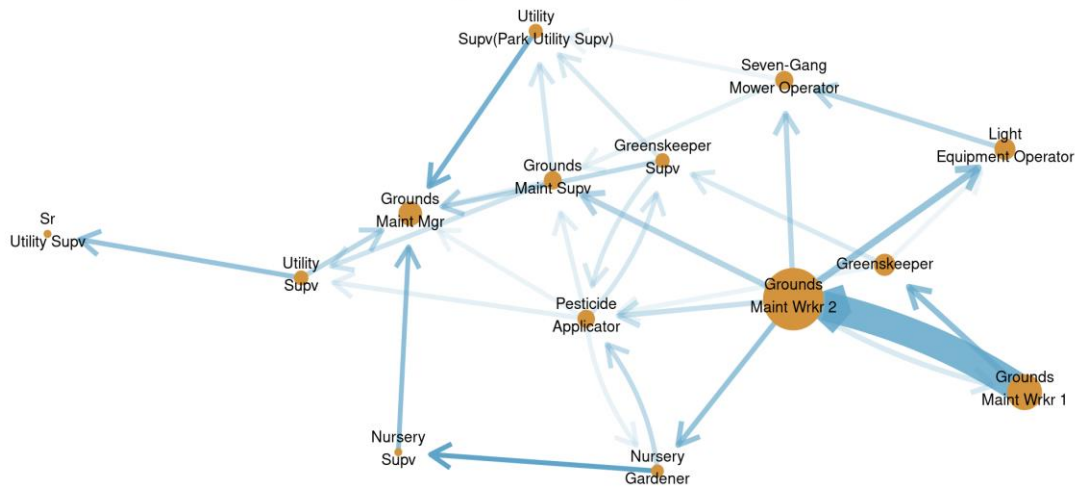 Utility
Supv(Park Utility Supv)
Seven-Gang
Mower Operator
Light
Equipment Operator
Greenskeeper
Supv
Grounds
Maint Supv
Grounds
Maint Mgr
Sr
Utility Supv
Utility
Supv
Greenskeeper
Grounds
Maint Wrkr 2
Pesticide
Applicator
Grounds
Maint Wrkr 1
Nursery
Supv
Nursery
Gardener